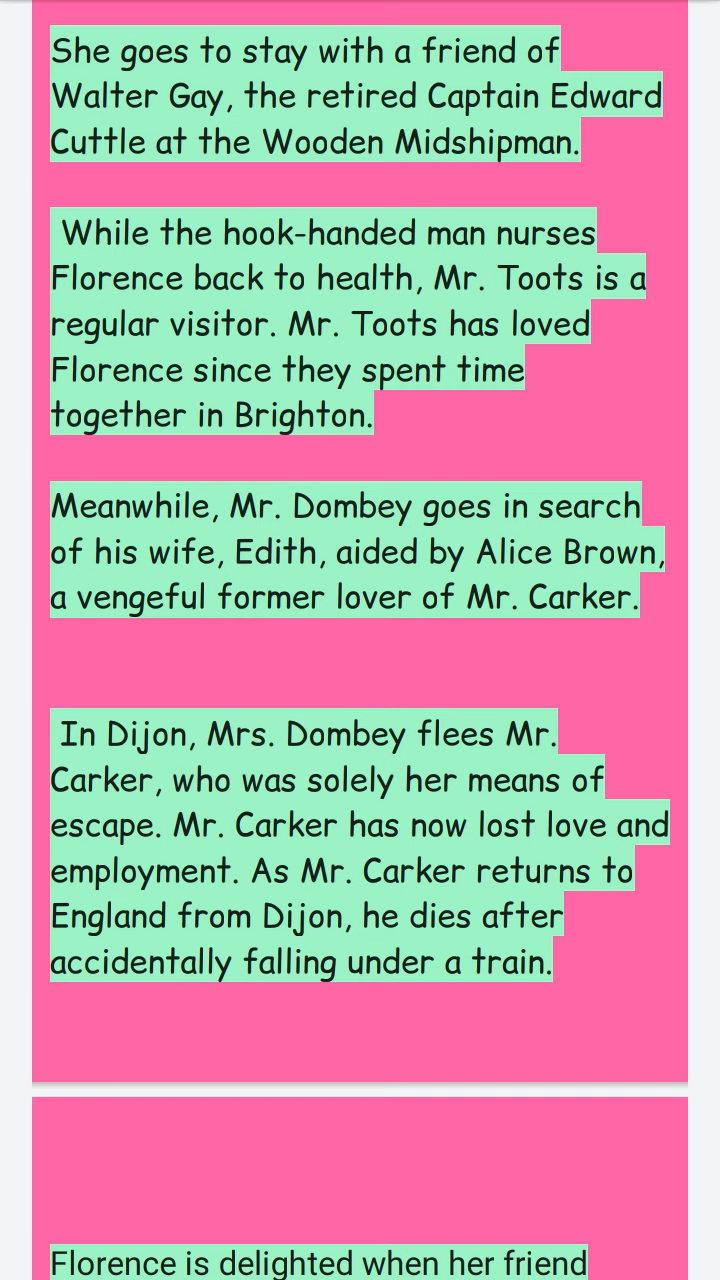 She goes to stay with a friend of
Walter Gay, the retired Captain Edward
Cuttle at the Wooden Midshipman.
While the hook-handed man nurses
Florence back to health, Mr. Toots is a
regular visitor. Mr. Toots has loved
Florence since they spent time
together in Brighton.
Meanwhile, Mr. Dombey goes in search
of his wife, Edith, aided by Alice Brown,
a vengeful former lover of Mr. Carker.
In Dijon, Mrs. Dombey flees Mr.
Carker, who was solely her means of
escape. Mr. Carker has now lost love and
employment. As Mr. Carker returns to
England from Dijon, he dies after
accidentally falling under a train.
Florence is delighted when her friend